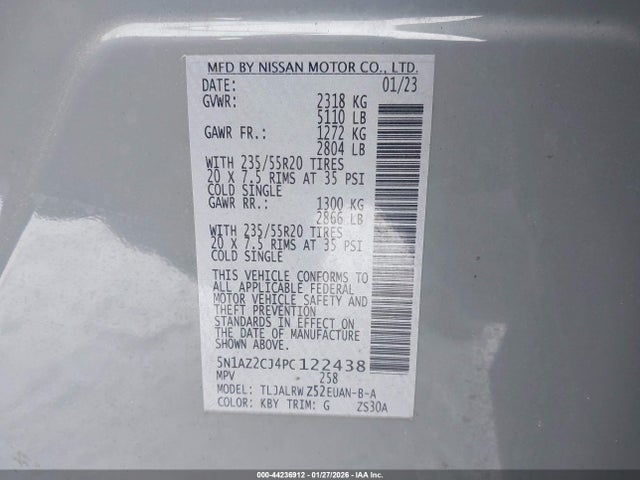 MFD BY NISSAN MOTOR CO., LTD.
DATE: 01/23
GVWR: 2318 KG
5110 LB
GAWR FR.: 1272 KG
2804 LB
WITH 235/55R20 TIRES
20 X 7.5 RIMS AT 35 PSI
COLD SINGLE
GAWR RR.: 1300 KG
2866 LB
WITH 235/55R20 TIRES
20 X 7.5 RIMS AT 35 PSI
COLD SINGLE
THIS VEHICLE CONFORMS TO
ALL APPLICABLE FEDERAL
MOTOR VEHICLE SAFETY AND
THEFT PREVENTION
STANDARDS IN EFFECT ON
THE DATE OF MANUFACTURE
SHOWN ABOVE.
5N1AZ2CJ4PC122438
MPV 258
MODEL: TLJALRW Z52EUAN-B-A
COLOR: KBY TRIM: G ZS30A
000-44236912 - 01/27/2026 - IAA Inc.